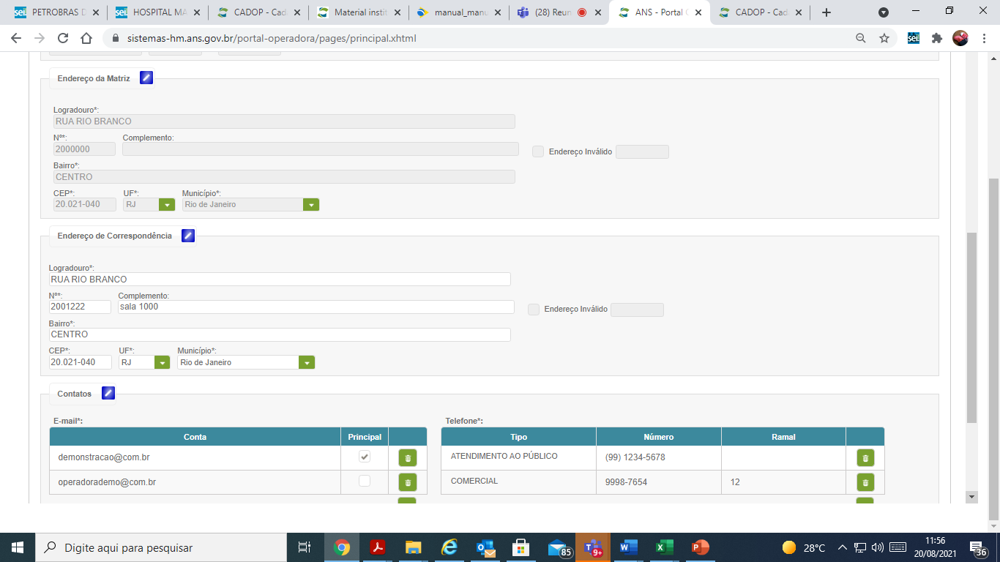 PETROBRAS D
HOSPITAL MA
CADOP - Cad
Material instit
manual_manu
(28) Reun
ANS - Portal
CADOP - Cad
sistemas-hm.ans.gov.br/portal-operadora/pages/principal.xhtml
Endereço da Matriz
Logradouro*:
RUA RIO BRANCO
Nº*: Complemento:
2000000
Endereço Inválido
Bairro*:
CENTRO
CEP*: UF*: Município*:
20.021-040 RJ Rio de Janeiro
Endereço de Correspondência
Logradouro*:
RUA RIO BRANCO
Nº*: Complemento:
2001222 sala 1000
Endereço Inválido
Bairro*:
CENTRO
CEP*: UF*: Município*:
20.021-040 RJ Rio de Janeiro
Contatos
E-mail*: Telefone*:
Conta Principal Tipo Número Ramal
demonstracao@com.br ATENDIMENTO AO PÚBLICO (99) 1234-5678
operadorademo@com.br COMERCIAL 9998-7654 12
Digite aqui para pesquisar
85
9+
28°C
11:56
20/08/2021
36